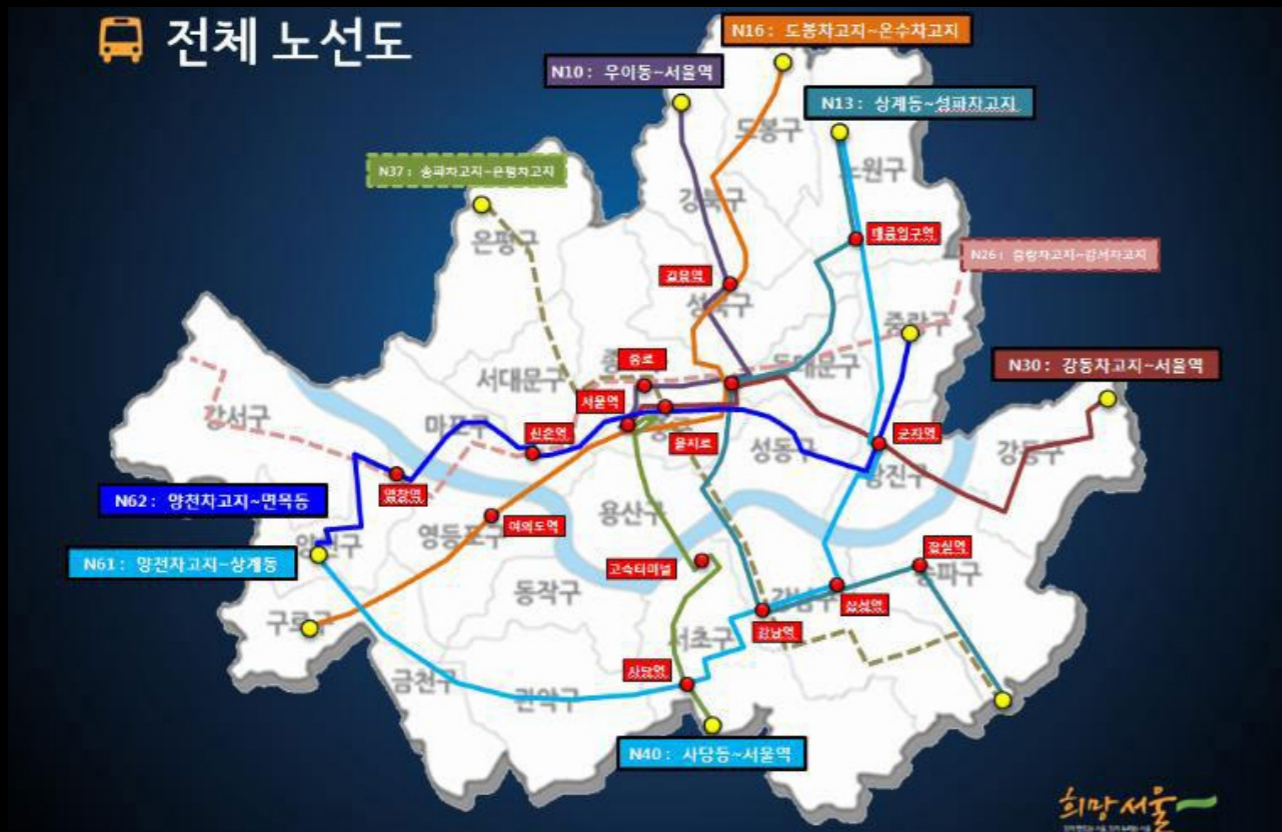 전체 노선도
N16 : 도봉차고지~온수차고지
N10 : 우이동~서울역
N13 : 상계동~성파차고지
도봉구
노원구
N37 : 송파차고지~은평차고지
강북구
은평구
태릉입구역
N26 : 중랑차고지~강서차고지
길음역
성북구
중랑구
종로
동대문구
N30 : 강동차고지~서울역
서대문구
서울역
강서구
마포구
신촌역
을지로
성동구
군자역
강동구
광진구
N62 : 양천차고지~면목동
합정역
용산구
여의도역
영등포구
양천구
N61 : 양천차고지~상계동
고속터미널
잠실역
송파구
동작구
강남구
삼성역
구로구
강남역
서초구
사당역
금천구
관악구
N40 : 사당동~서울역
희망서울